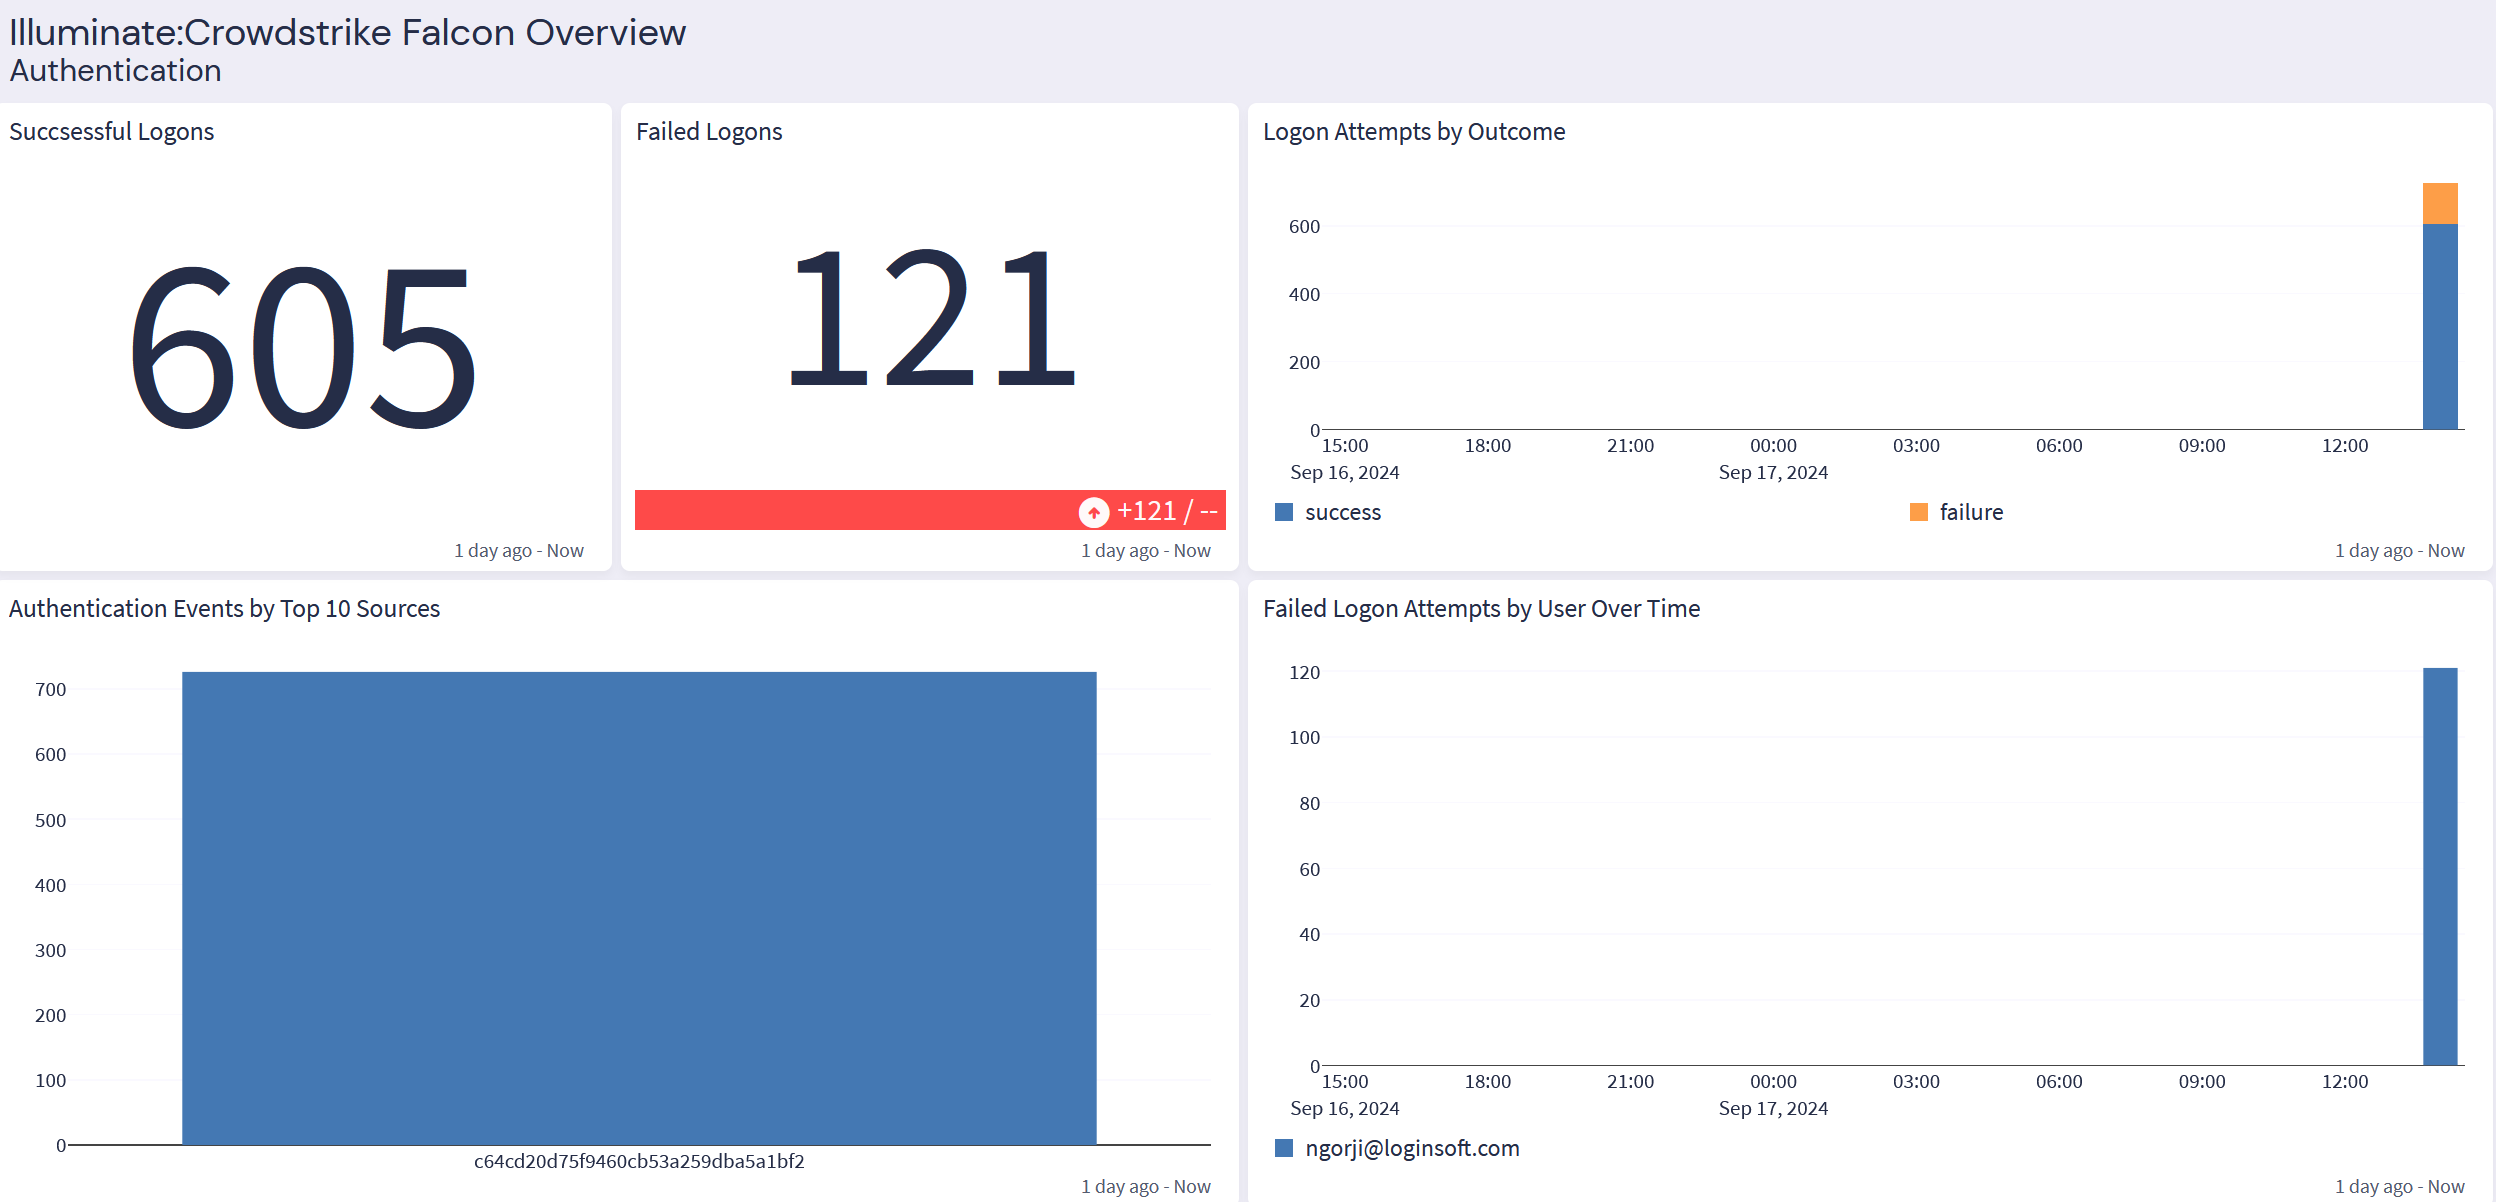 Illuminate:Crowdstrike Falcon Overview
Authentication
Succsessful Logons
605
1 day ago - Now
Failed Logons
121
+121 / --
1 day ago - Now
Logon Attempts by Outcome
600
400
200
0
15:00 18:00 21:00 00:00 03:00 06:00 09:00 12:00
Sep 16, 2024 Sep 17, 2024
success failure
1 day ago - Now
Authentication Events by Top 10 Sources
700
600
500
400
300
200
100
0
c64cd20d75f9460cb53a259dba5a1bf2
1 day ago - Now
Failed Logon Attempts by User Over Time
120
100
80
60
40
20
0
15:00 18:00 21:00 00:00 03:00 06:00 09:00 12:00
Sep 16, 2024 Sep 17, 2024
ngorji@loginsoft.com
1 day ago - Now